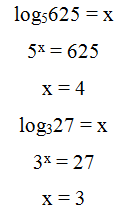 log₅625 = x
5ˣ = 625
x = 4
log₃27 = x
3ˣ = 27
x = 3